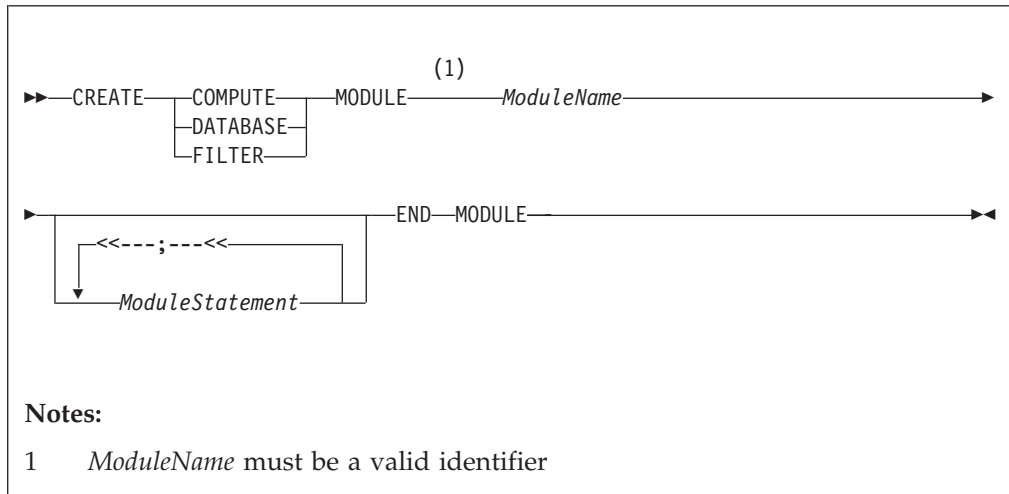 (1)
CREATE COMPUTE MODULE ModuleName
DATABASE
FILTER
END MODULE
<<---;---<<
ModuleStatement
Notes:
1 ModuleName must be a valid identifier